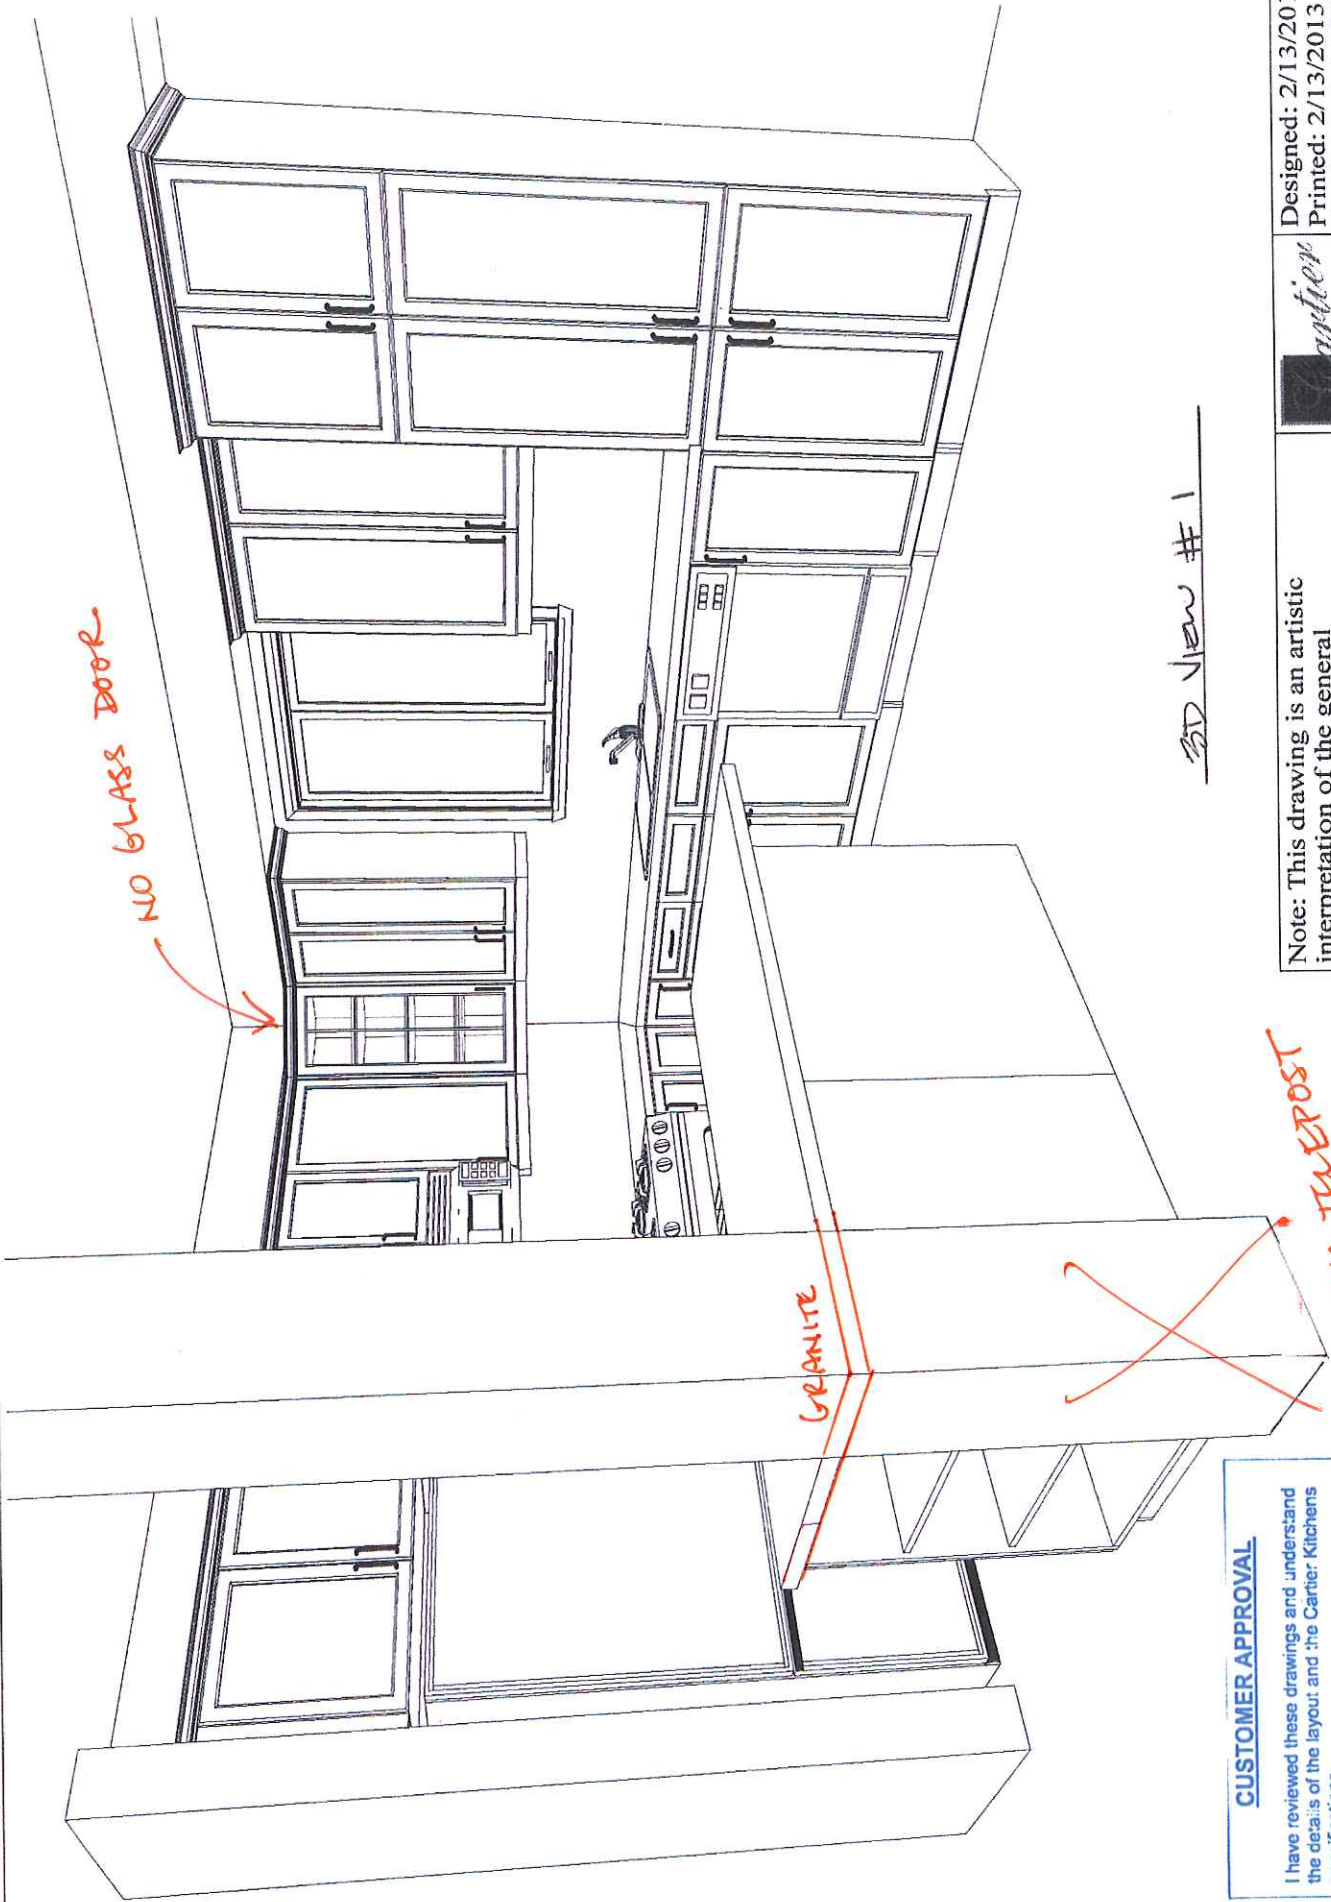 NO GLASS DOOR
GRANITE
TELEPOST
3D View # 1
CUSTOMER APPROVAL
I have reviewed these drawings and understand
the details of the layout and the Cartier Kitchens
Note: This drawing is an artistic
interpretation of the general
Cartier
Designed: 2/13/201
Printed: 2/13/2013